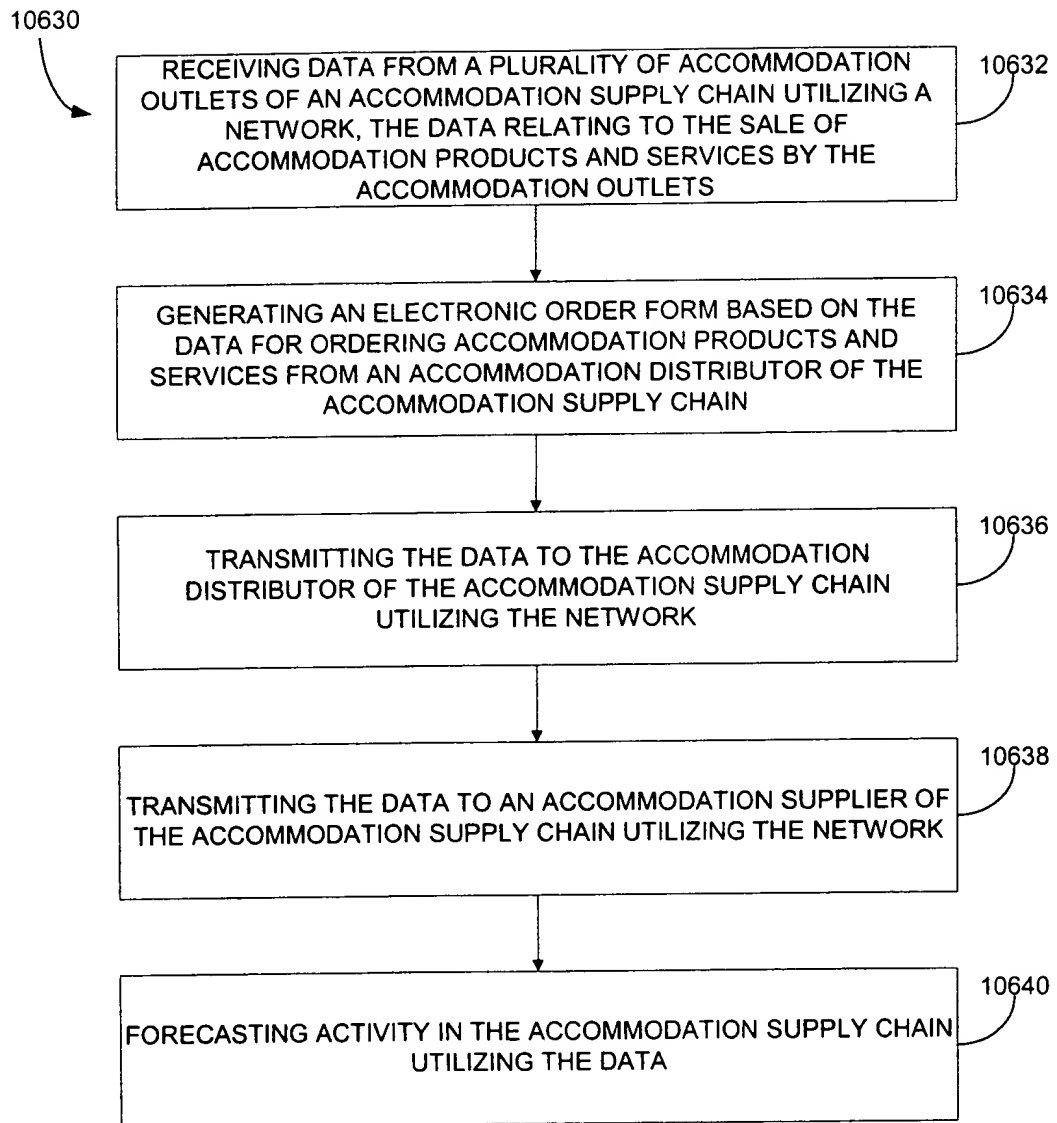 10630
RECEIVING DATA FROM A PLURALITY OF ACCOMMODATION
OUTLETS OF AN ACCOMMODATION SUPPLY CHAIN UTILIZING A
NETWORK, THE DATA RELATING TO THE SALE OF
ACCOMMODATION PRODUCTS AND SERVICES BY THE
ACCOMMODATION OUTLETS
10632
GENERATING AN ELECTRONIC ORDER FORM BASED ON THE
DATA FOR ORDERING ACCOMMODATION PRODUCTS AND
SERVICES FROM AN ACCOMMODATION DISTRIBUTOR OF THE
ACCOMMODATION SUPPLY CHAIN
10634
TRANSMITTING THE DATA TO THE ACCOMMODATION
DISTRIBUTOR OF THE ACCOMMODATION SUPPLY CHAIN
UTILIZING THE NETWORK
10636
TRANSMITTING THE DATA TO AN ACCOMMODATION SUPPLIER OF
THE ACCOMMODATION SUPPLY CHAIN UTILIZING THE NETWORK
10638
FORECASTING ACTIVITY IN THE ACCOMMODATION SUPPLY CHAIN
UTILIZING THE DATA
10640